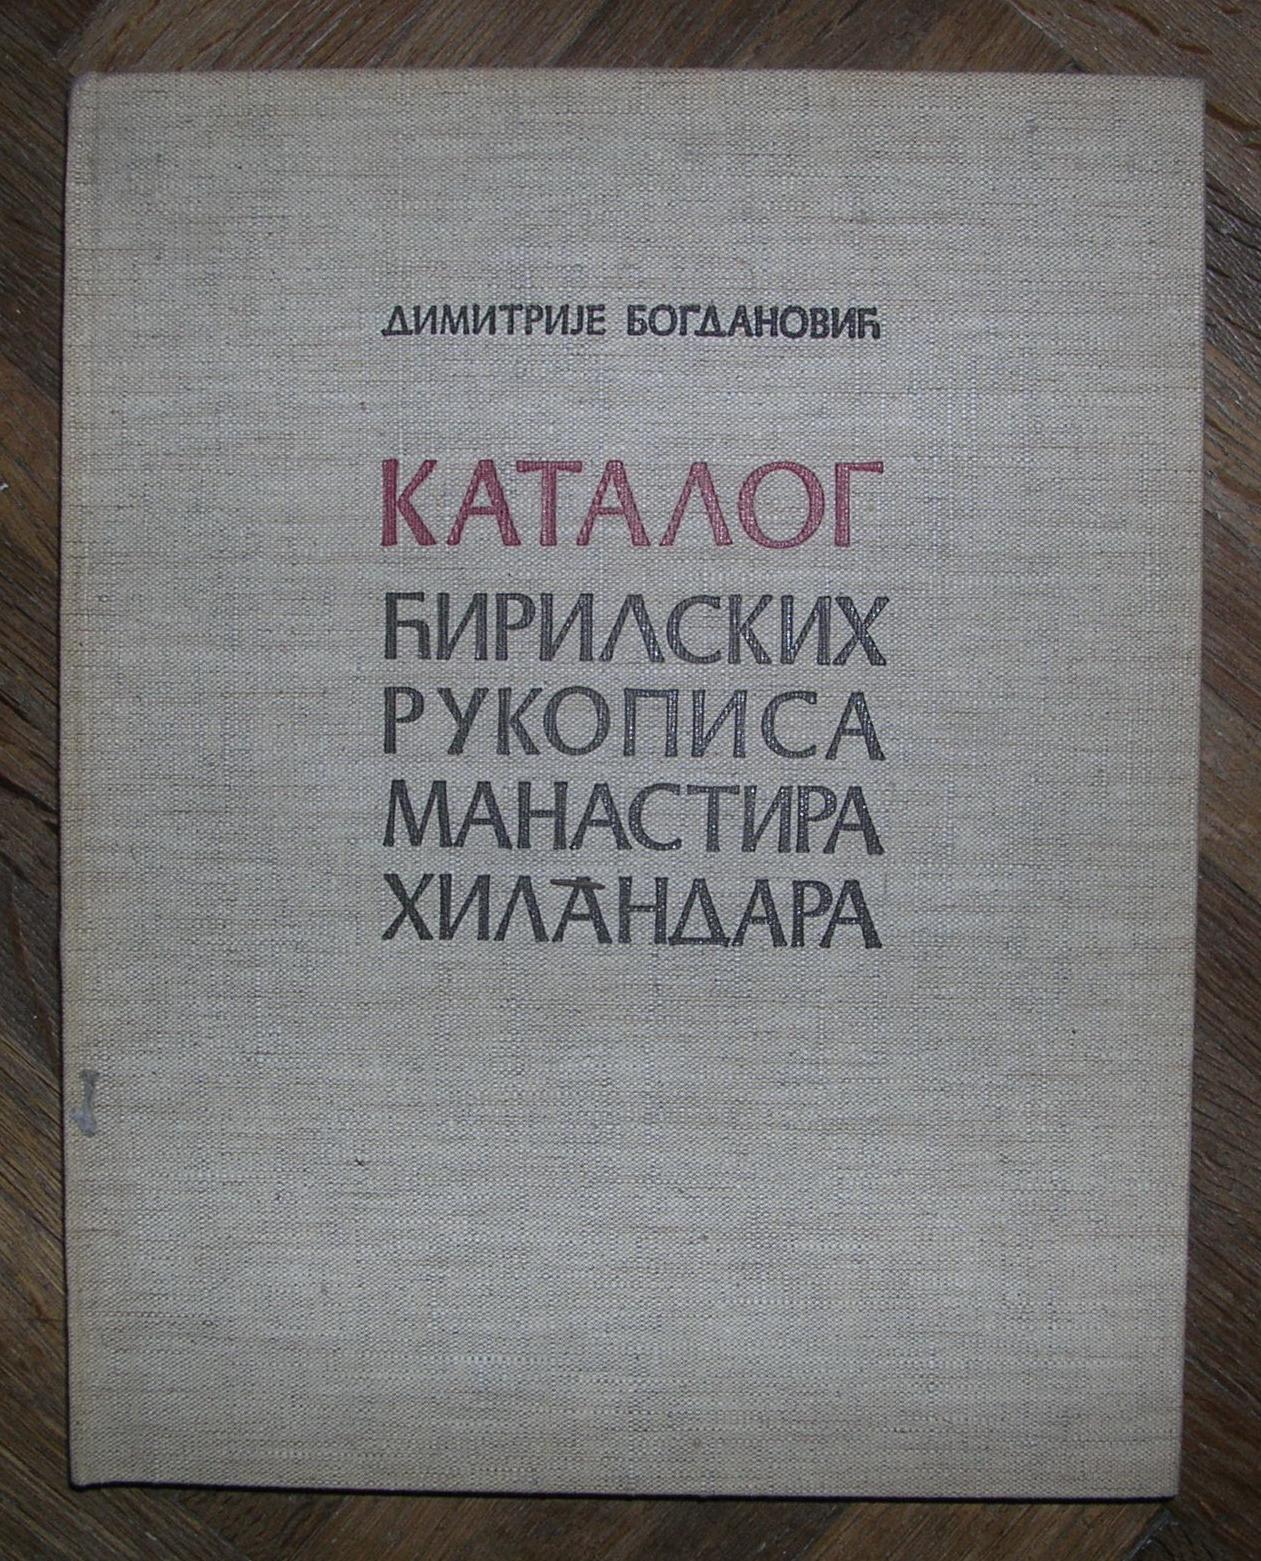 ДИМИТРИЈЕ БОГДАНОВИЋ
КАТАЛОГ
ЋИРИЛСКИХ
РУКОПИСА
МАНАСТИРА
ХИЛАНДАРА